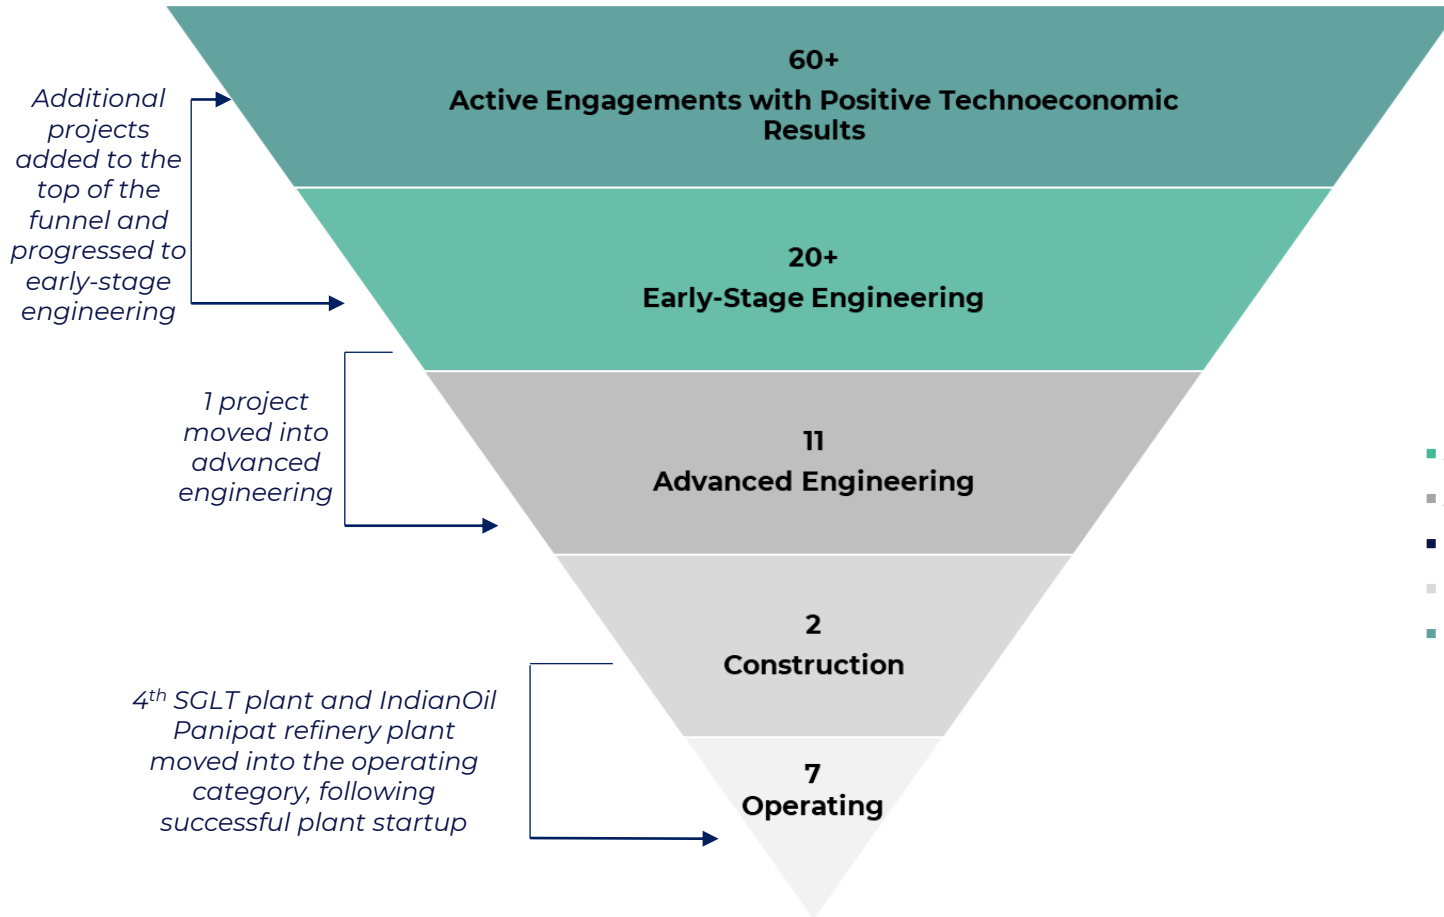 60+
Active Engagements with Positive Technoeconomic
Results
Additional
projects
added to the
top of the
funnel and
progressed to
early-stage
engineering
20+
Early-Stage Engineering
1 project
moved into
advanced
engineering
11
Advanced Engineering
2
Construction
4th SGLT plant and IndianOil
Panipat refinery plant
moved into the operating
category, following
successful plant startup
7
Operating